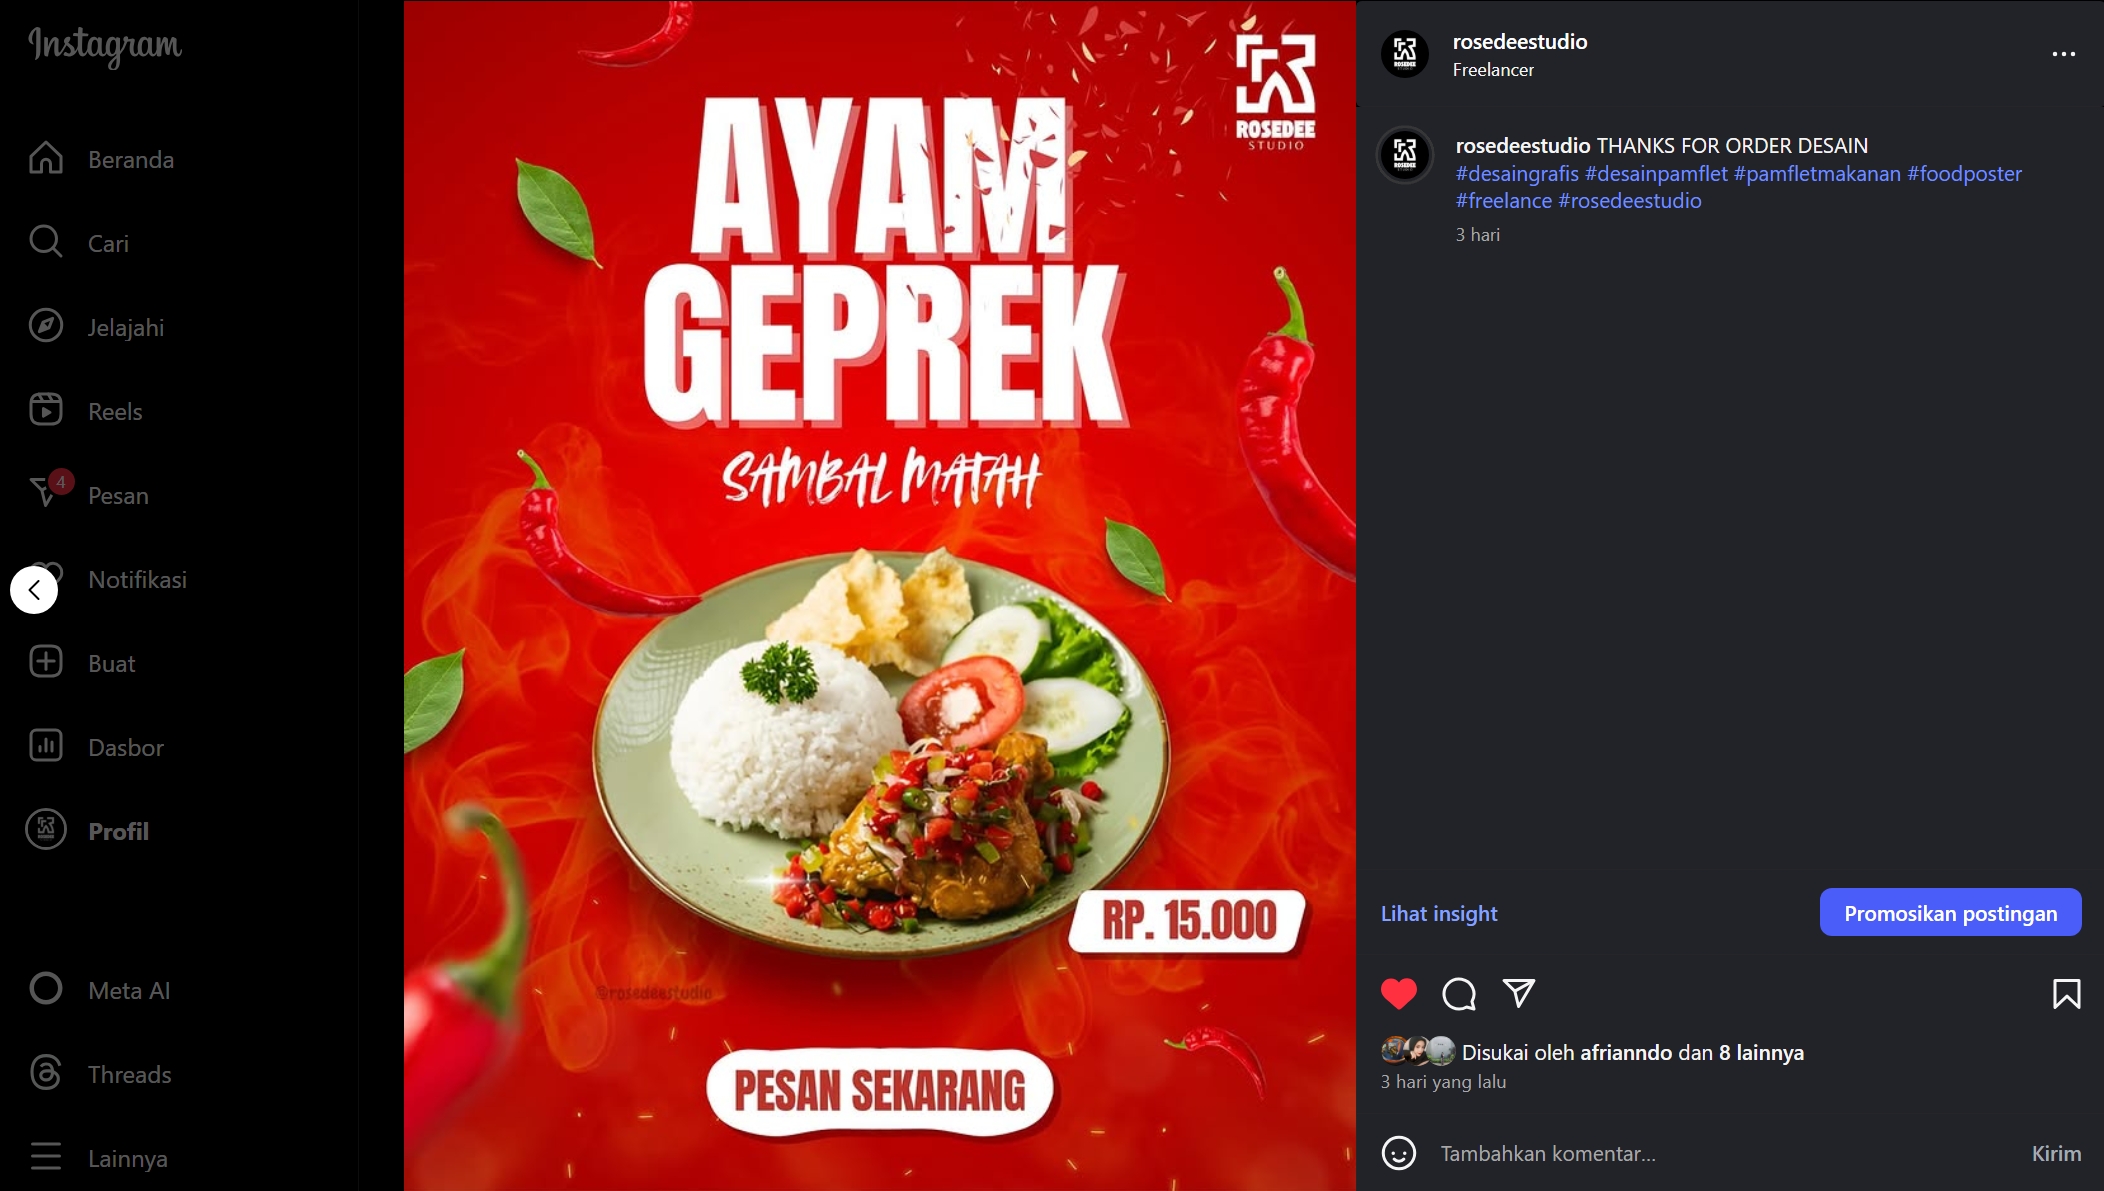 Instagram
Beranda
Cari
Jelajahi
Reels
4
Pesan
Notifikasi
Buat
Dasbor
Profil
Meta AI
Threads
Lainnya
AYAM
GEPREK
SAMBAL MATAH
ROSEDEE
STUDIO
RP. 15.000
@rosedeestudio
PESAN SEKARANG
rosedeestudio
Freelancer
rosedeestudio THANKS FOR ORDER DESAIN
#desaingrafis #desainpamflet #pamfletmakanan #foodposter
#freelance #rosedeestudio
3 hari
Lihat insight
Promosikan postingan
Disukai oleh afrianndo dan 8 lainnya
3 hari yang lalu
Tambahkan komentar...
Kirim